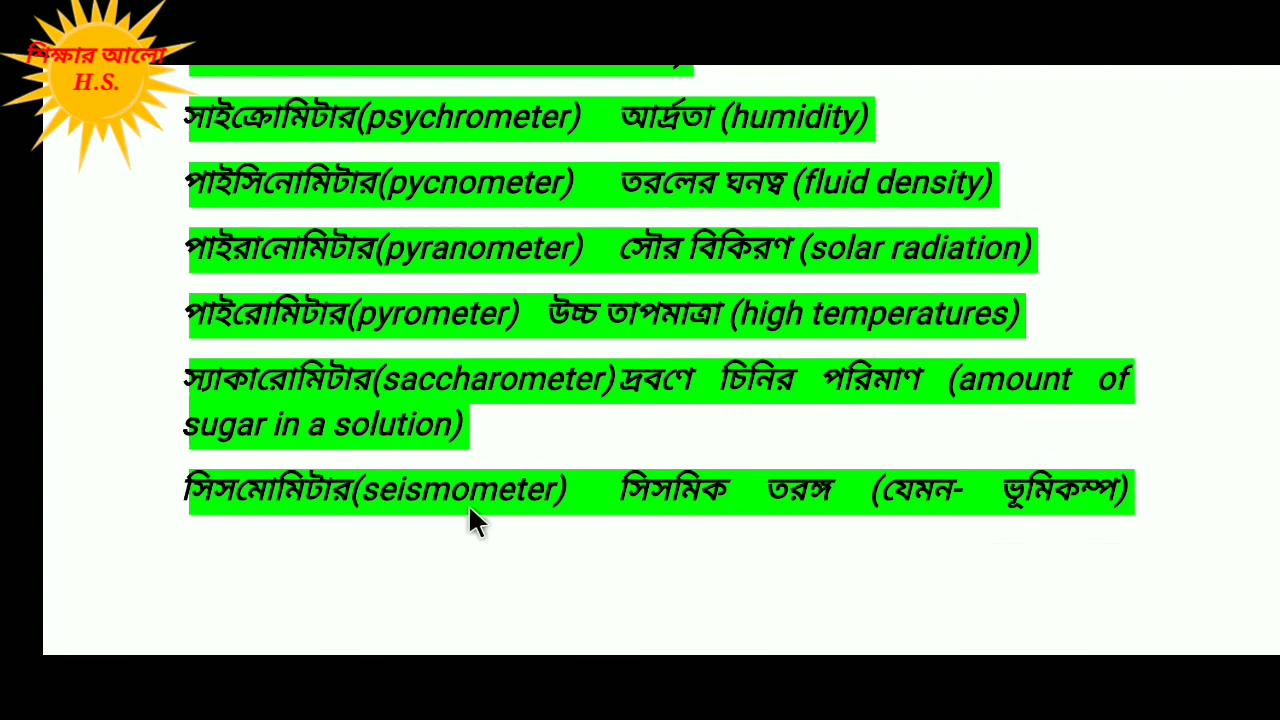 শিক্ষার আলো
H.S.
সাইক্রোমিটার(psychrometer) আর্দ্রতা (humidity)
পাইসিনোমিটার(pycnometer) তরলের ঘনত্ব (fluid density)
পাইরানোমিটার(pyranometer) সৌর বিকিরণ (solar radiation)
পাইরোমিটার(pyrometer) উচ্চ তাপমাত্রা (high temperatures)
স্যাকারোমিটার(saccharometer) দ্রবণে চিনির পরিমাণ (amount of
sugar in a solution)
সিসমোমিটার(seismometer) সিসমিক তরঙ্গ (যেমন- ভূমিকম্প)